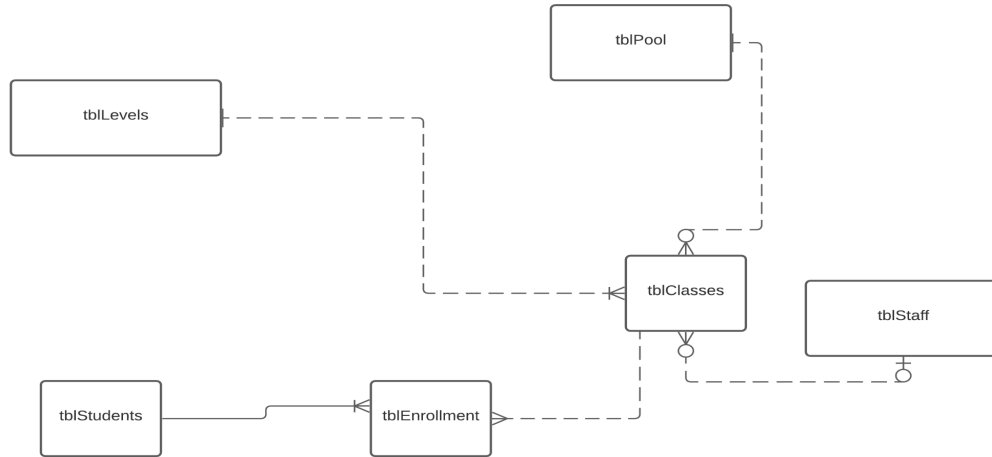 tblPool
tblLevels
tblClasses
tblStaff
tblStudents
tblEnrollment